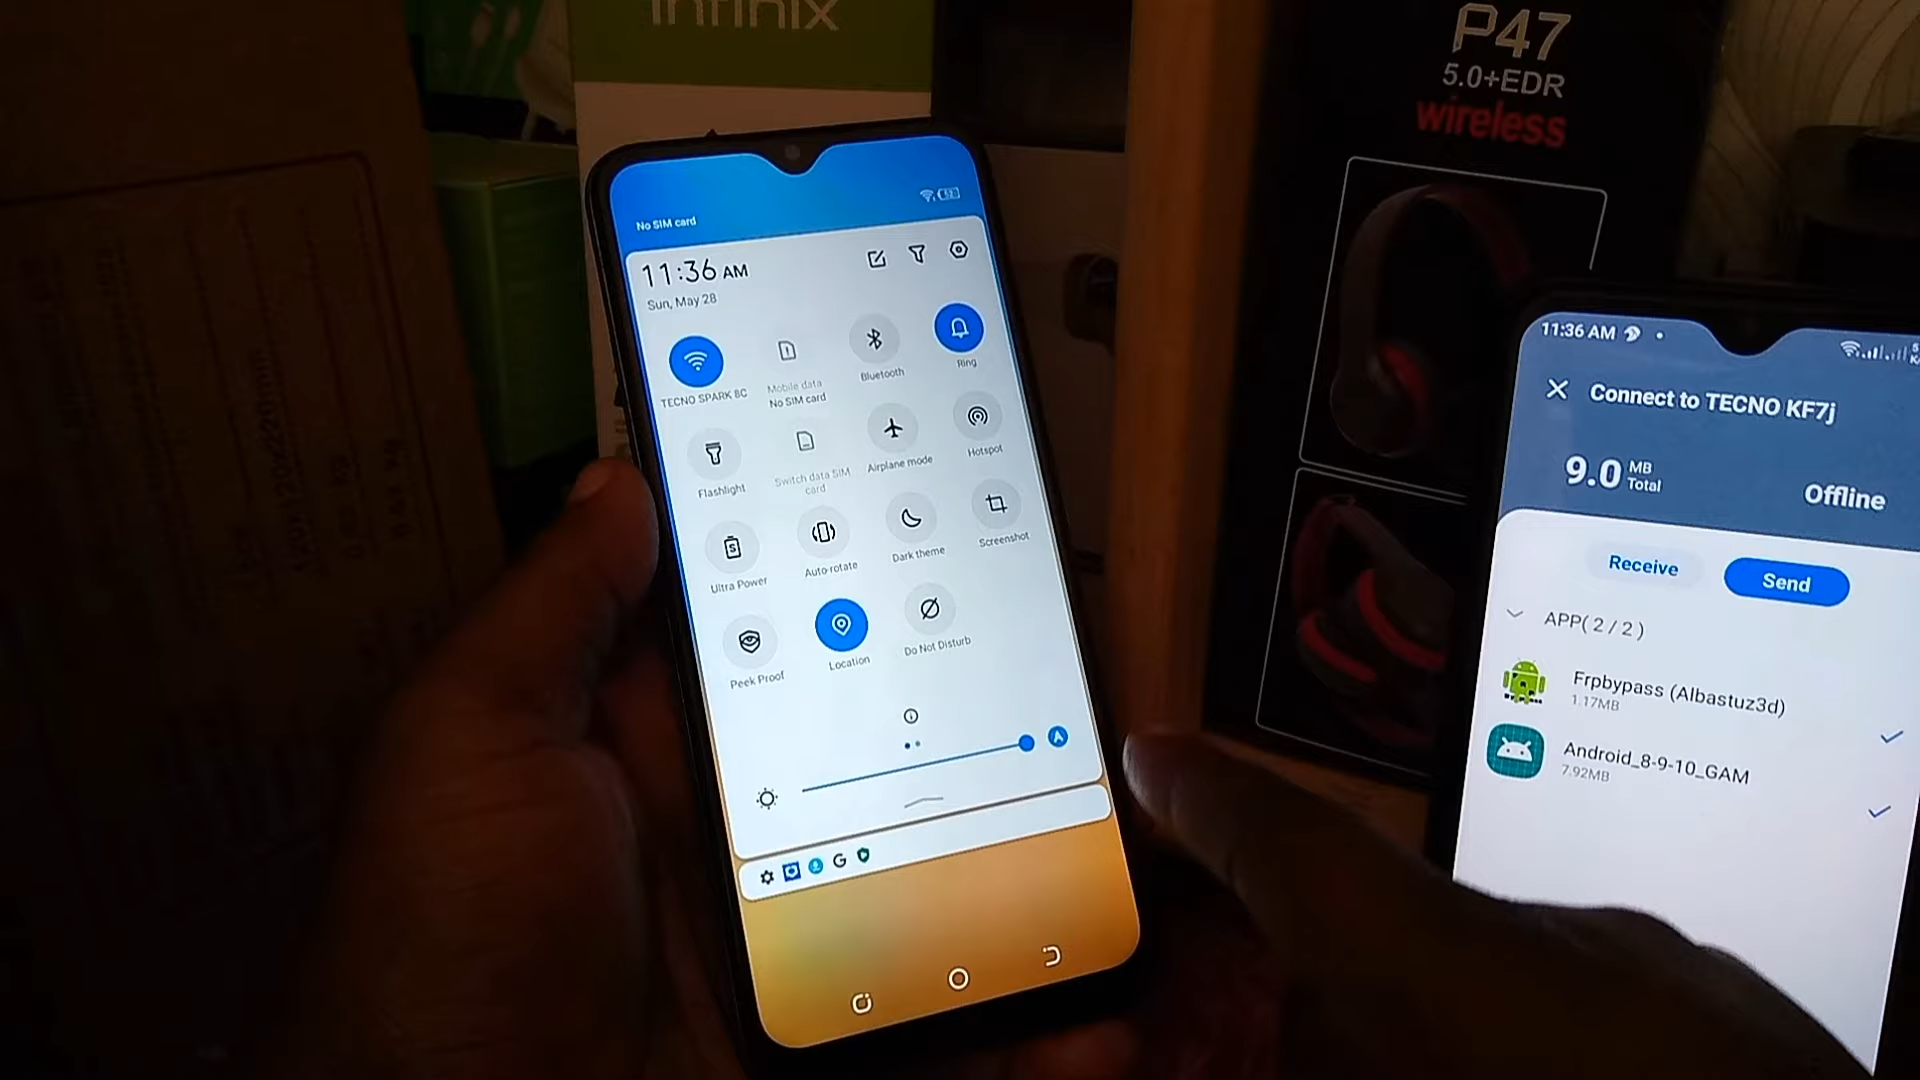 infinix
P47
5.0+EDR
wireless
No SIM card
11:36 AM
Sun, May 28
TECNO SPARK 8C
Mobile data
No SIM card
Bluetooth
Ring
Flashlight
Switch data SIM
card
Airplane mode
Hotspot
Ultra Power
Auto-rotate
Dark theme
Screenshot
Peek Proof
Location
Do Not Disturb
A
G
11:36 AM
Connect to TECNO KF7j
9.0 MB
Total
Offline
Receive
Send
APP( 2 / 2 )
Frpbypass (Albastuz3d)
1.17MB
Android_8-9-10_GAM
7.92MB